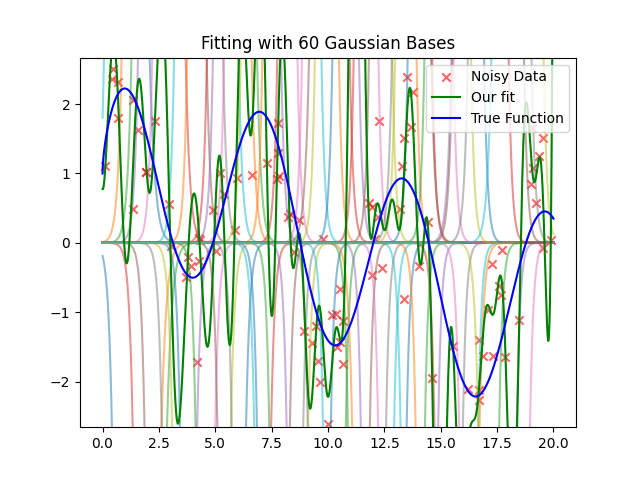 Fitting with 60 Gaussian Bases
Noisy Data
Our fit
True Function
2
1
0
−1
−2
0.0 2.5 5.0 7.5 10.0 12.5 15.0 17.5 20.0